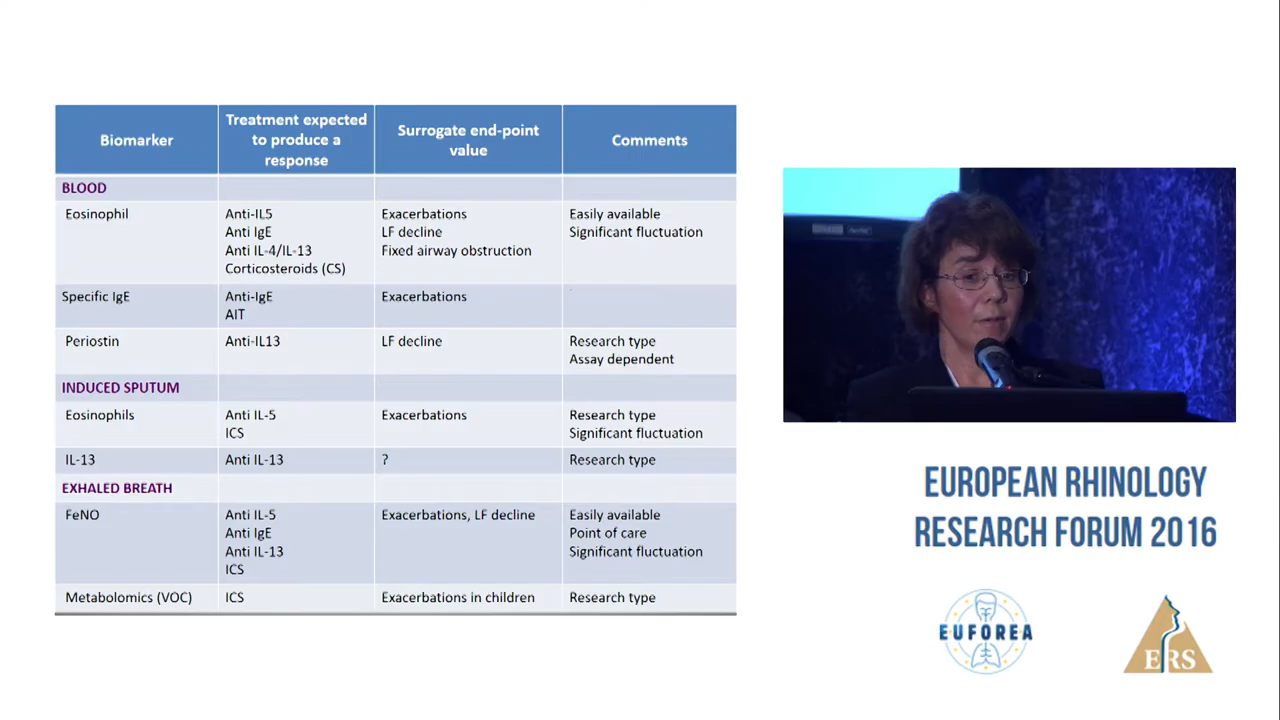 Biomarker
Treatment expected
to produce a
response
Surrogate end-point
value
Comments
BLOOD
Eosinophil
Anti-IL5
Anti IgE
Anti IL-4/IL-13
Corticosteroids (CS)
Exacerbations
LF decline
Fixed airway obstruction
Easily available
Significant fluctuation
Specific IgE
Anti-IgE
AIT
Exacerbations
Periostin
Anti-IL13
LF decline
Research type
Assay dependent
INDUCED SPUTUM
Eosinophils
Anti IL-5
ICS
Exacerbations
Research type
Significant fluctuation
IL-13
Anti IL-13
?
Research type
EXHALED BREATH
FeNO
Anti IL-5
Anti IgE
Anti IL-13
ICS
Exacerbations, LF decline
Easily available
Point of care
Significant fluctuation
Metabolomics (VOC)
ICS
Exacerbations in children
Research type
EUROPEAN RHINOLOGY
RESEARCH FORUM 2016
EUFOREA
ERS